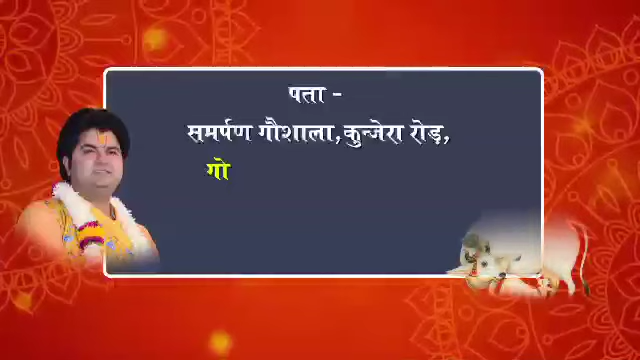 पता -
समर्पण गौशाला,कुन्जेरा रोड़,
गो